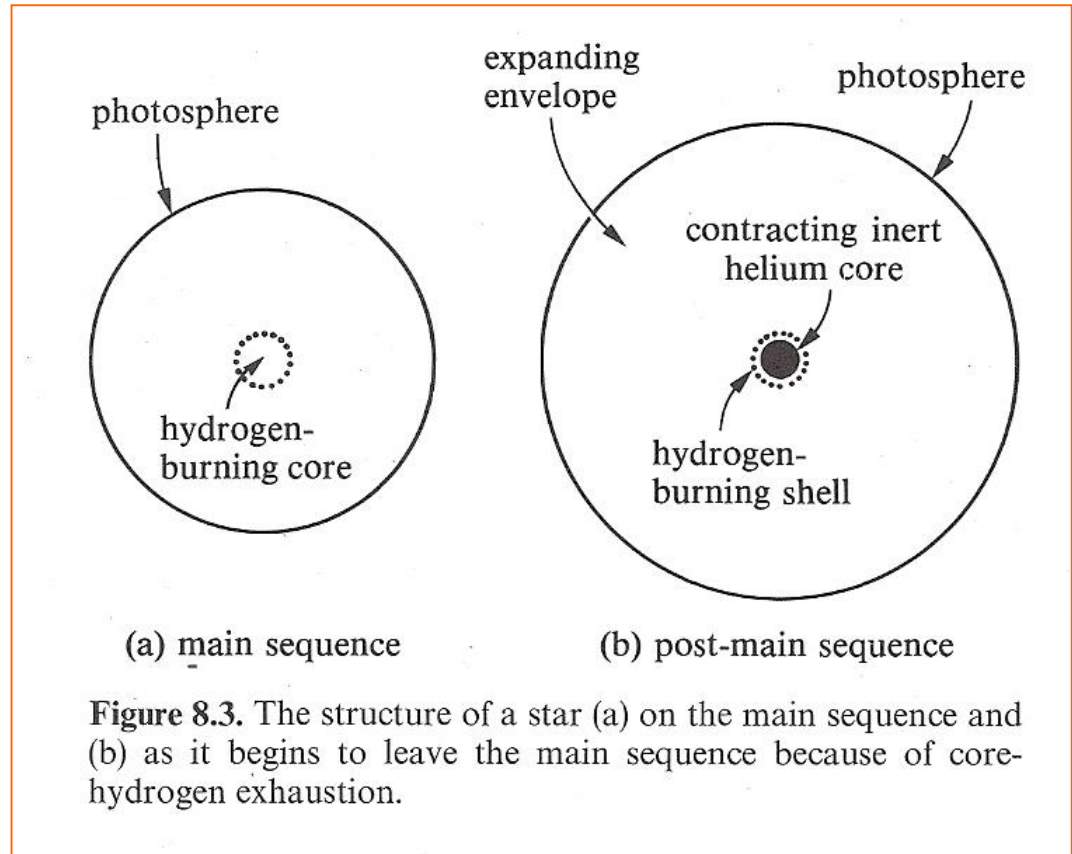 photosphere
hydrogen-
burning core
(a) main sequence
expanding
envelope
photosphere
contracting inert
helium core
hydrogen-
burning shell
(b) post-main sequence
Figure 8.3. The structure of a star (a) on the main sequence and
(b) as it begins to leave the main sequence because of core-
hydrogen exhaustion.